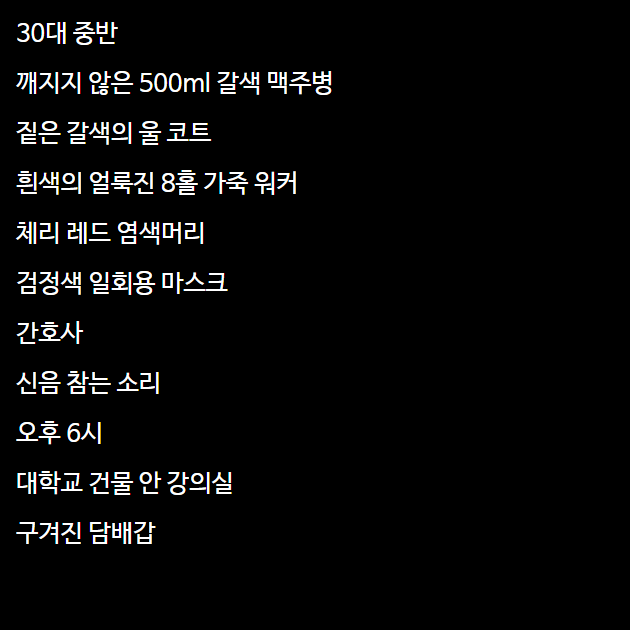 30대 중반
깨지지 않은 500ml 갈색 맥주병
짙은 갈색의 울 코트
흰색의 얼룩진 8홀 가죽 워커
체리 레드 염색머리
검정색 일회용 마스크
간호사
신음 참는 소리
오후 6시
대학교 건물 안 강의실
구겨진 담배갑